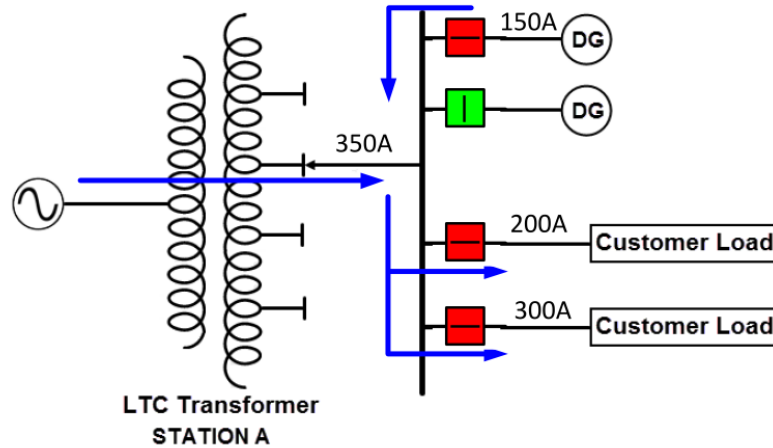 150A
DG
DG
350A
200A
Customer Load
300A
Customer Load
LTC Transformer
STATION A